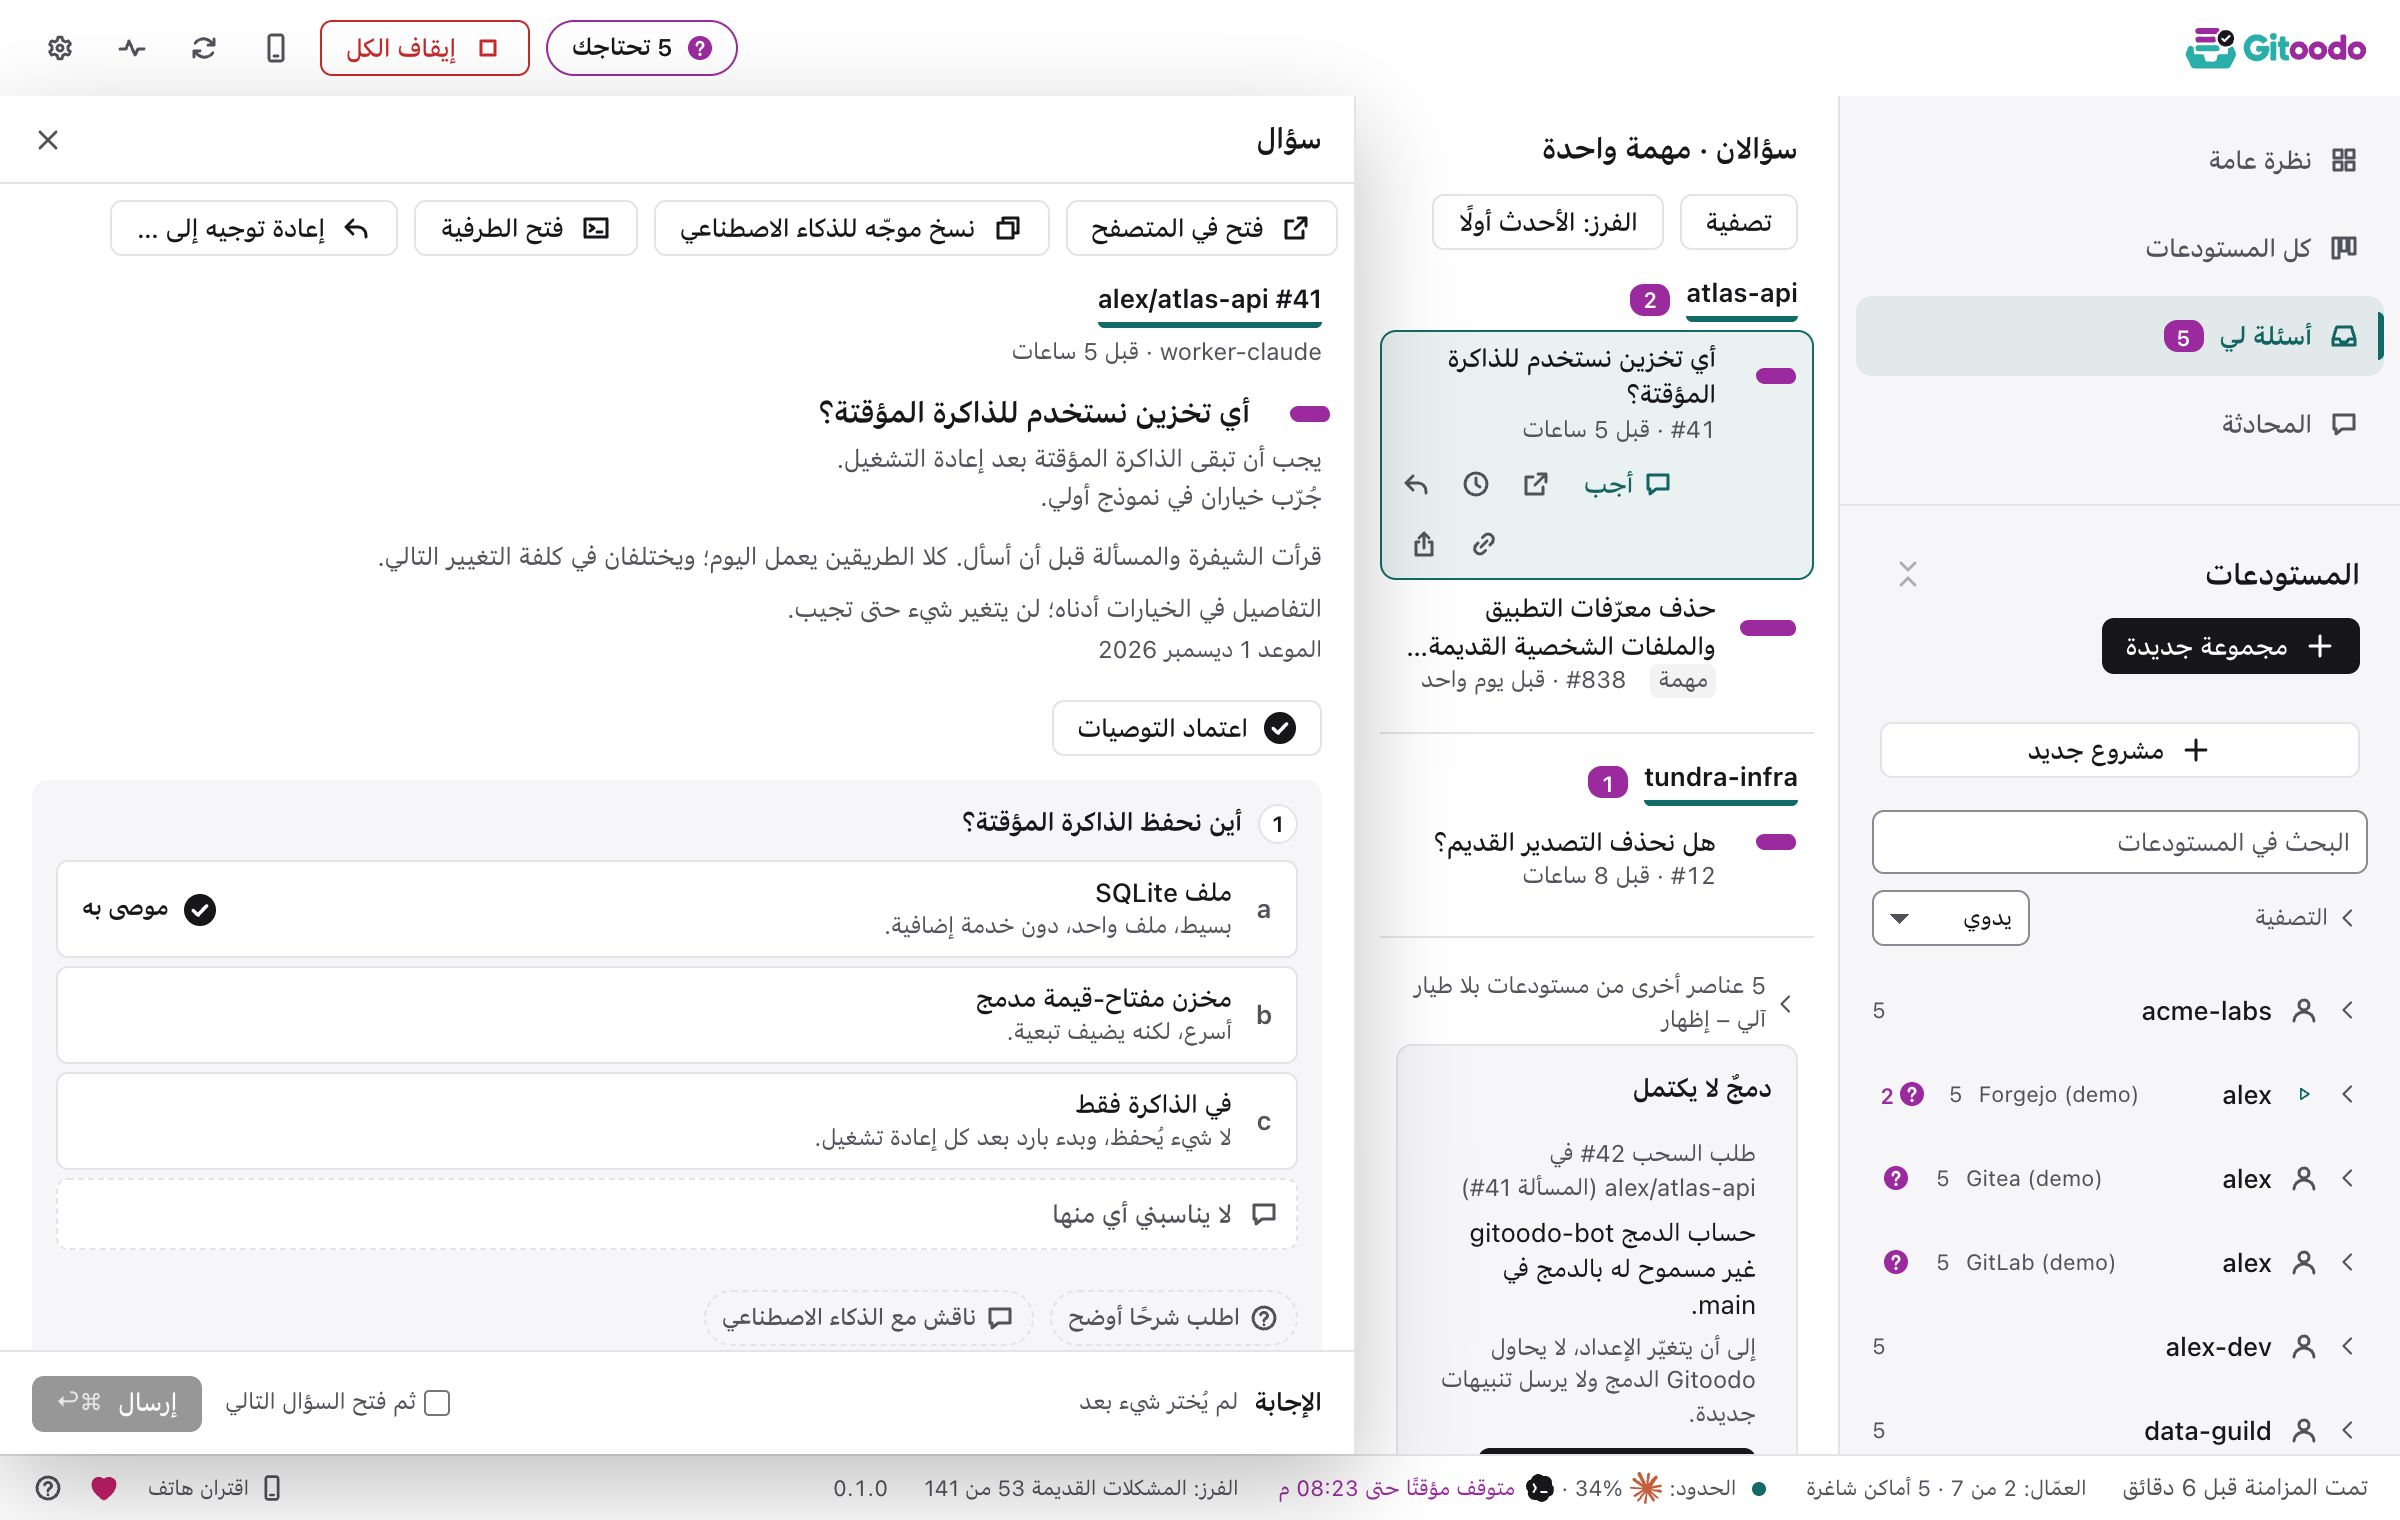 Gitoodo
5 تحتاجك
إيقاف الكل
نظرة عامة
كل المستودعات
أسئلة لي 5
المحادثة
المستودعات
مجموعة جديدة
مشروع جديد
البحث في المستودعات
التصفية
يدوي
acme-labs 5
alex Forgejo (demo) 5 2
alex Gitea (demo) 5
alex GitLab (demo) 5
alex-dev 5
data-guild 5
سؤالان · مهمة واحدة
تصفية
الفرز: الأحدث أولًا
atlas-api 2
أي تخزين نستخدم للذاكرة
المؤقتة؟
#41 · قبل 5 ساعات
أجب
حذف معرّفات التطبيق
والملفات الشخصية القديمة...
مهمة #838 · قبل يوم واحد
tundra-infra 1
هل نحذف التصدير القديم؟
#12 · قبل 8 ساعات
5 عناصر أخرى من مستودعات بلا طيار
آلي – إظهار
دمجٌ لا يكتمل
طلب السحب #42 في
alex/atlas-api (المسألة #41)
حساب الدمج gitoodo-bot
غير مسموح له بالدمج في
main.
إلى أن يتغيّر الإعداد، لا يحاول
Gitoodo الدمج ولا يرسل تنبيهات
جديدة.
سؤال
فتح في المتصفح
نسخ موجّه للذكاء الاصطناعي
فتح الطرفية
إعادة توجيه إلى ...
alex/atlas-api #41
worker-claude · قبل 5 ساعات
أي تخزين نستخدم للذاكرة المؤقتة؟
يجب أن تبقى الذاكرة المؤقتة بعد إعادة التشغيل.
جُرّب خياران في نموذج أولي.
قرأت الشيفرة والمسألة قبل أن أسأل. كلا الطريقين يعمل اليوم؛ ويختلفان في كلفة التغيير التالي.
التفاصيل في الخيارات أدناه؛ لن يتغير شيء حتى تجيب.
الموعد 1 ديسمبر 2026
اعتماد التوصيات
1 أين نحفظ الذاكرة المؤقتة؟
a ملف SQLite
بسيط، ملف واحد، دون خدمة إضافية.
موصى به
b مخزن مفتاح-قيمة مدمج
أسرع، لكنه يضيف تبعية.
c في الذاكرة فقط
لا شيء يُحفظ، وبدء بارد بعد كل إعادة تشغيل.
لا يناسبني أي منها
اطلب شرحًا أوضح
ناقش مع الذكاء الاصطناعي
الإجابة لم يُختر شيء بعد
ثم فتح السؤال التالي
إرسال ⌘↩
تمت المزامنة قبل 6 دقائق
العمّال: 2 من 7 · 5 أماكن شاغرة
الحدود: 34% · متوقف مؤقتًا حتى 08:23 م
الفرز: المشكلات القديمة 53 من 141
0.1.0
اقتران هاتف